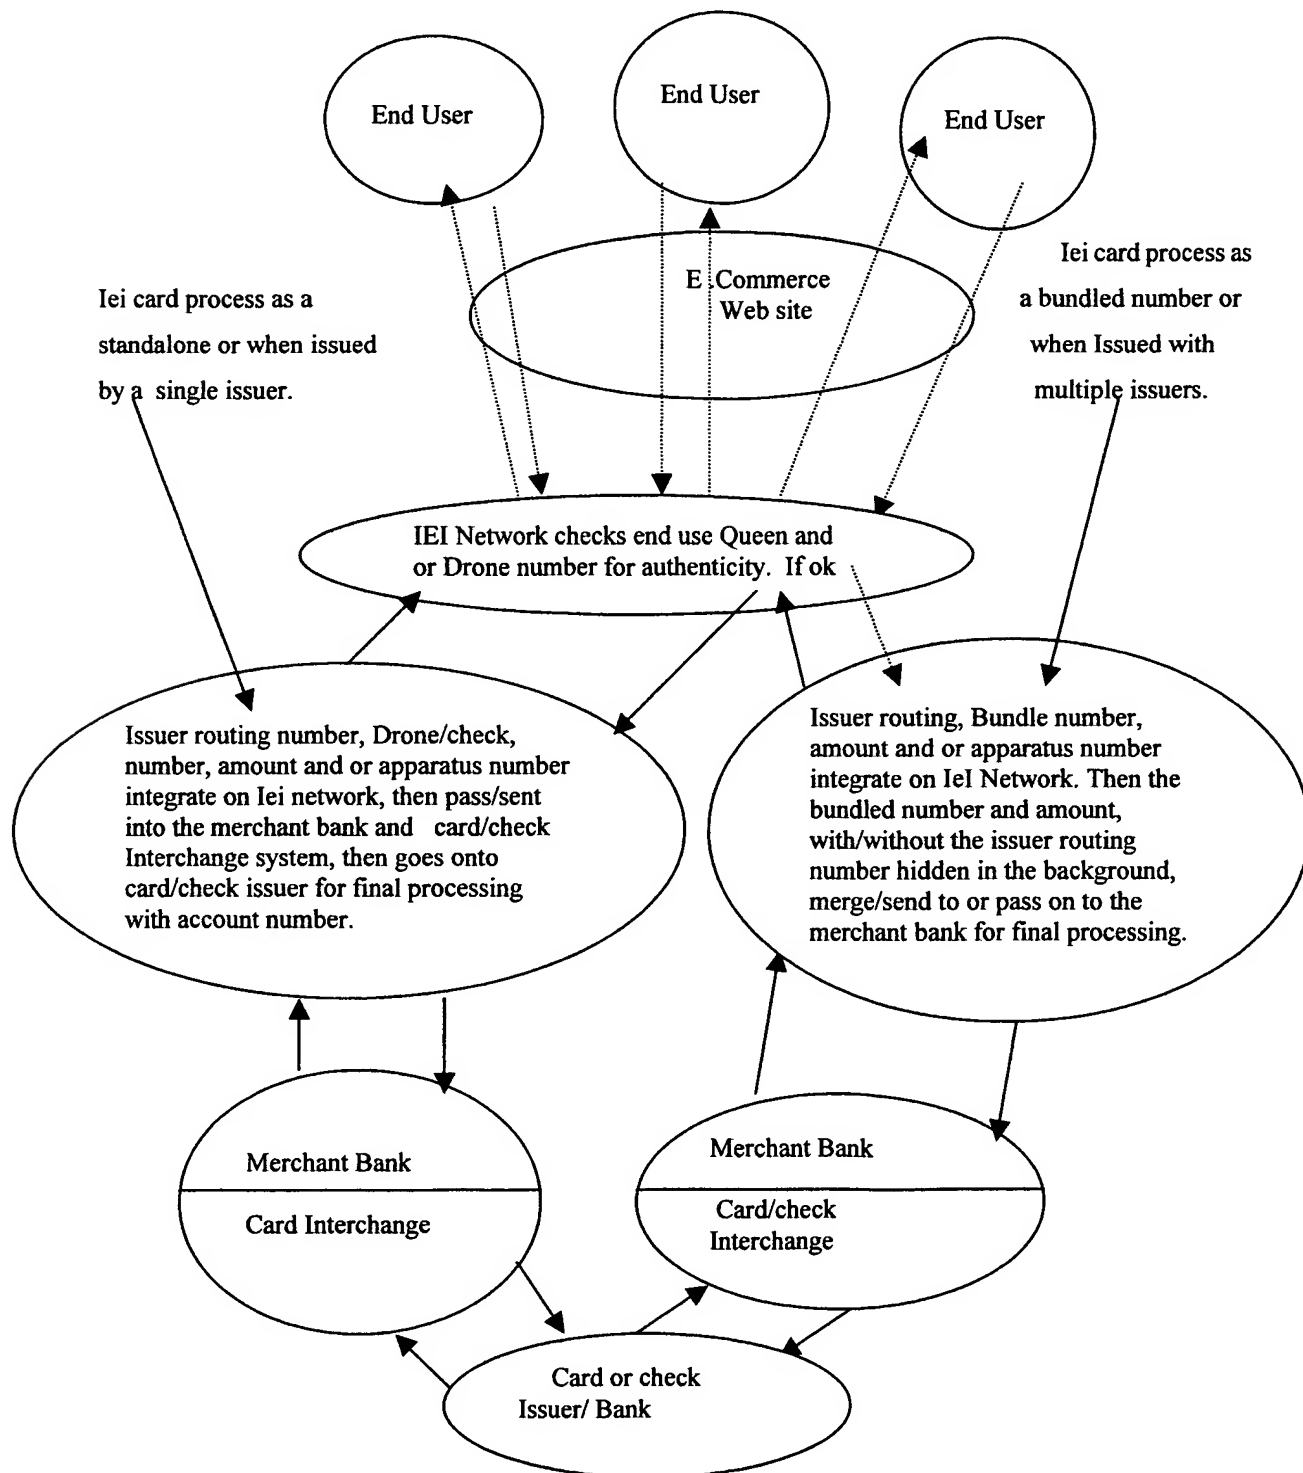 End User
End User
End User
E .Commerce
Web site
Iei card process as a
standalone or when issued
by a single issuer.
Iei card process as
a bundled number or
when Issued with
multiple issuers.
IEI Network checks end use Queen and
or Drone number for authenticity. If ok
Issuer routing number, Drone/check,
number, amount and or apparatus number
integrate on Iei network, then pass/sent
into the merchant bank and card/check
Interchange system, then goes onto
card/check issuer for final processing
with account number.
Issuer routing, Bundle number,
amount and or apparatus number
integrate on IeI Network. Then the
bundled number and amount,
with/without the issuer routing
number hidden in the background,
merge/send to or pass on to the
merchant bank for final processing.
Merchant Bank
Card Interchange
Merchant Bank
Card/check
Interchange
Card or check
Issuer/ Bank